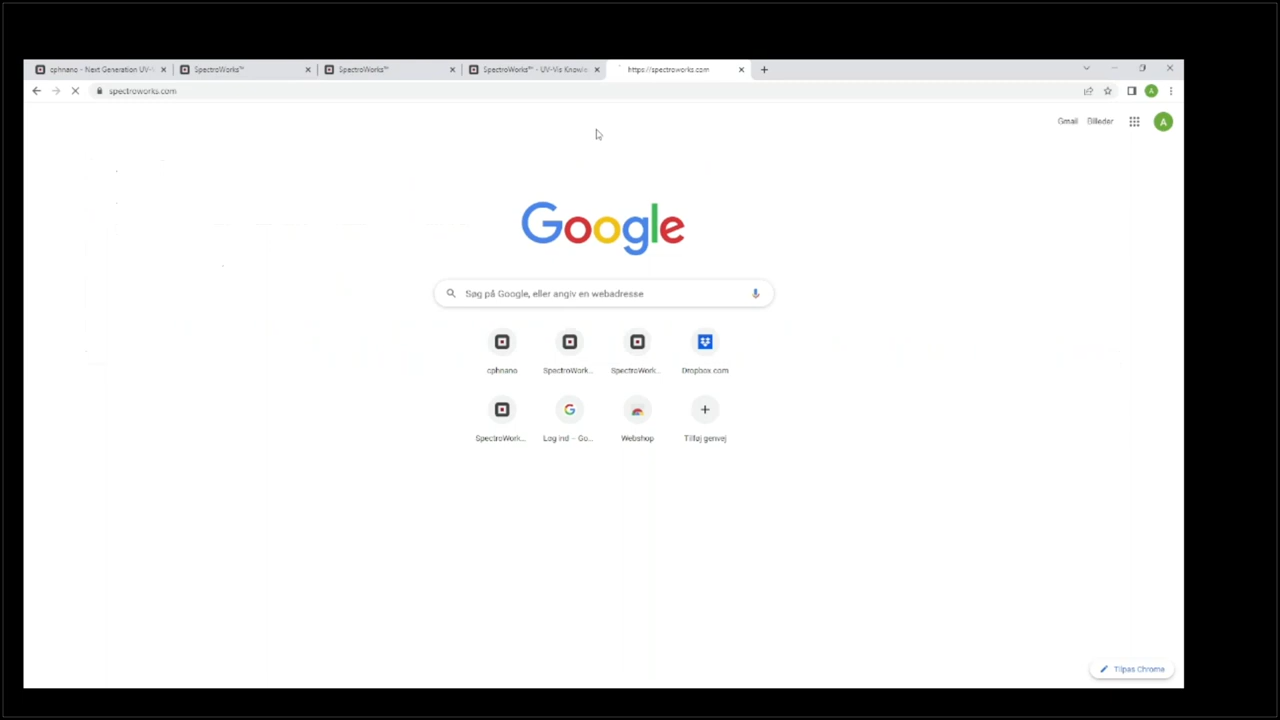 cphnano - Next Generation UV-
SpectroWorks™
SpectroWorks™
SpectroWorks™ - UV-Vis Knowle
https://spectroworks.com
spectroworks.com
A
Gmail
Billeder
A
Google
Søg på Google, eller angiv en webadresse
cphnano
SpectroWork...
SpectroWork...
Dropbox.com
SpectroWork...
Log ind – Go...
Webshop
Tilføj genvej
Tilpas Chrome